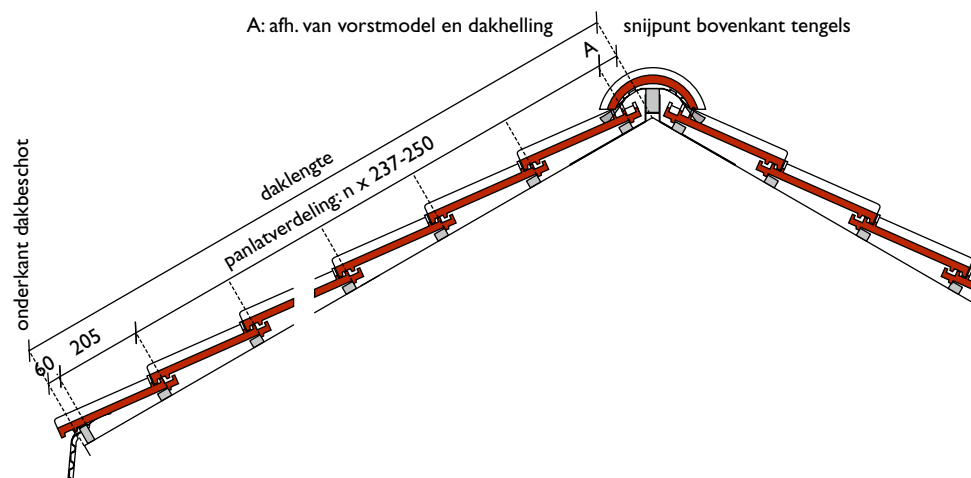 A: afh. van vorstmodel en dakhelling
snijpunt bovenkant tengels
A
daklengte
panlatverdeling: n x 237-250
onderkant dakbeschot
60
205